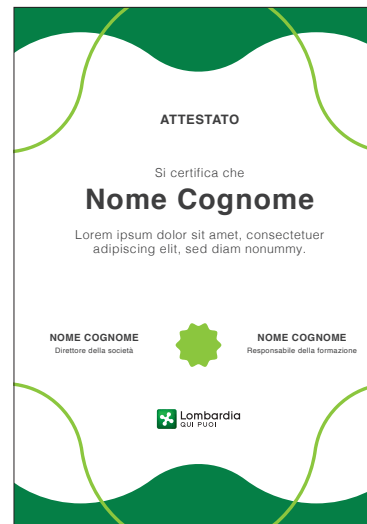 ATTESTATO
Si certifica che
Nome Cognome
Lorem ipsum dolor sit amet, consectetuer
adipiscing elit, sed diam nonummy.
NOME COGNOME
Direttore della società
NOME COGNOME
Responsabile della formazione
Lombardia
QUI PUOI